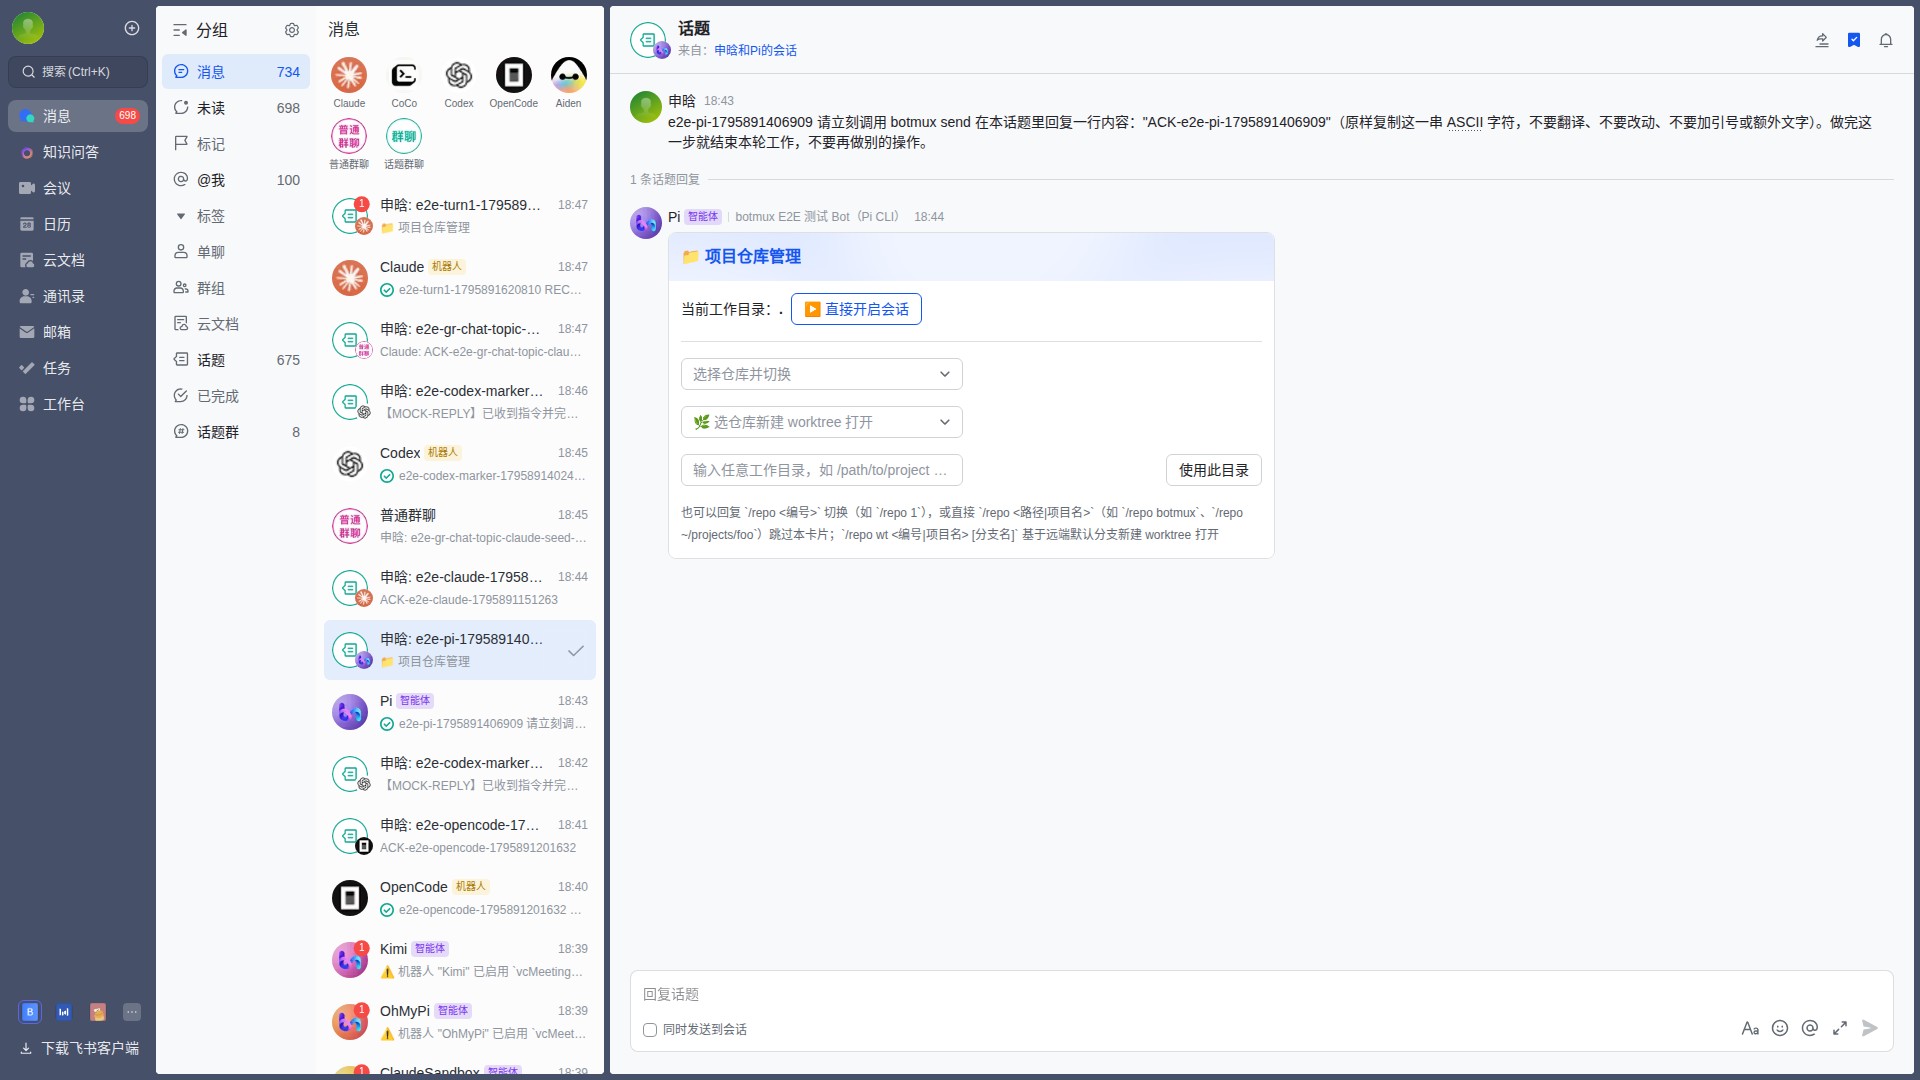 搜索 (Ctrl+K)
消息
698
知识问答
会议
日历
云文档
通讯录
邮箱
任务
工作台
下载飞书客户端
分组
消息 734
未读 698
标记
@我 100
标签
单聊
群组
云文档
话题 675
已完成
话题群 8
消息
Claude
CoCo
Codex
OpenCode
Aiden
普通
群聊
普通群聊
群聊
话题群聊
1
申晗: e2e-turn1-179589... 18:47
📁 项目仓库管理
Claude 机器人 18:47
e2e-turn1-1795891620810 REC...
申晗: e2e-gr-chat-topic-... 18:47
Claude: ACK-e2e-gr-chat-topic-clau...
申晗: e2e-codex-marker... 18:46
【MOCK-REPLY】已收到指令并完...
Codex 机器人 18:45
e2e-codex-marker-17958914024...
普通
群聊
普通群聊 18:45
申晗: e2e-gr-chat-topic-claude-seed-...
申晗: e2e-claude-17958... 18:44
ACK-e2e-claude-1795891151263
申晗: e2e-pi-179589140...
📁 项目仓库管理
Pi 智能体 18:43
e2e-pi-1795891406909 请立刻调...
申晗: e2e-codex-marker... 18:42
【MOCK-REPLY】已收到指令并完...
申晗: e2e-opencode-17... 18:41
ACK-e2e-opencode-1795891201632
OpenCode 机器人 18:40
e2e-opencode-1795891201632 ...
1
Kimi 智能体 18:39
⚠️ 机器人 "Kimi" 已启用 `vcMeeting...
1
OhMyPi 智能体 18:39
⚠️ 机器人 "OhMyPi" 已启用 `vcMeet...
1
ClaudeSandbox 智能体 18:39
话题
来自：申晗和Pi的会话
申晗 18:43
e2e-pi-1795891406909 请立刻调用 botmux send 在本话题里回复一行内容："ACK-e2e-pi-1795891406909"（原样复制这一串 ASCII 字符，不要翻译、不要改动、不要加引号或额外文字）。做完这
一步就结束本轮工作，不要再做别的操作。
1 条话题回复
Pi 智能体 botmux E2E 测试 Bot（Pi CLI） 18:44
📁 项目仓库管理
当前工作目录：. ▶️ 直接开启会话
选择仓库并切换
🌿 选仓库新建 worktree 打开
输入任意工作目录，如 /path/to/project ... 使用此目录
也可以回复 `/repo <编号>` 切换（如 `/repo 1`），或直接 `/repo <路径|项目名>`（如 `/repo botmux`、`/repo
~/projects/foo`）跳过本卡片；`/repo wt <编号|项目名> [分支名]` 基于远端默认分支新建 worktree 打开
回复话题
同时发送到会话